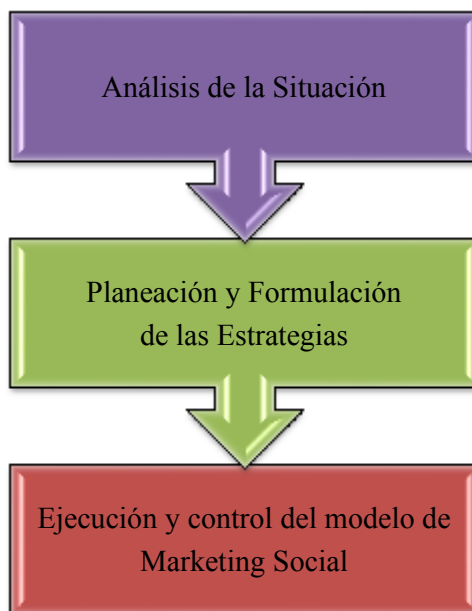 Análisis de la Situación
Planeación y Formulación
de las Estrategias
Ejecución y control del modelo de
Marketing Social